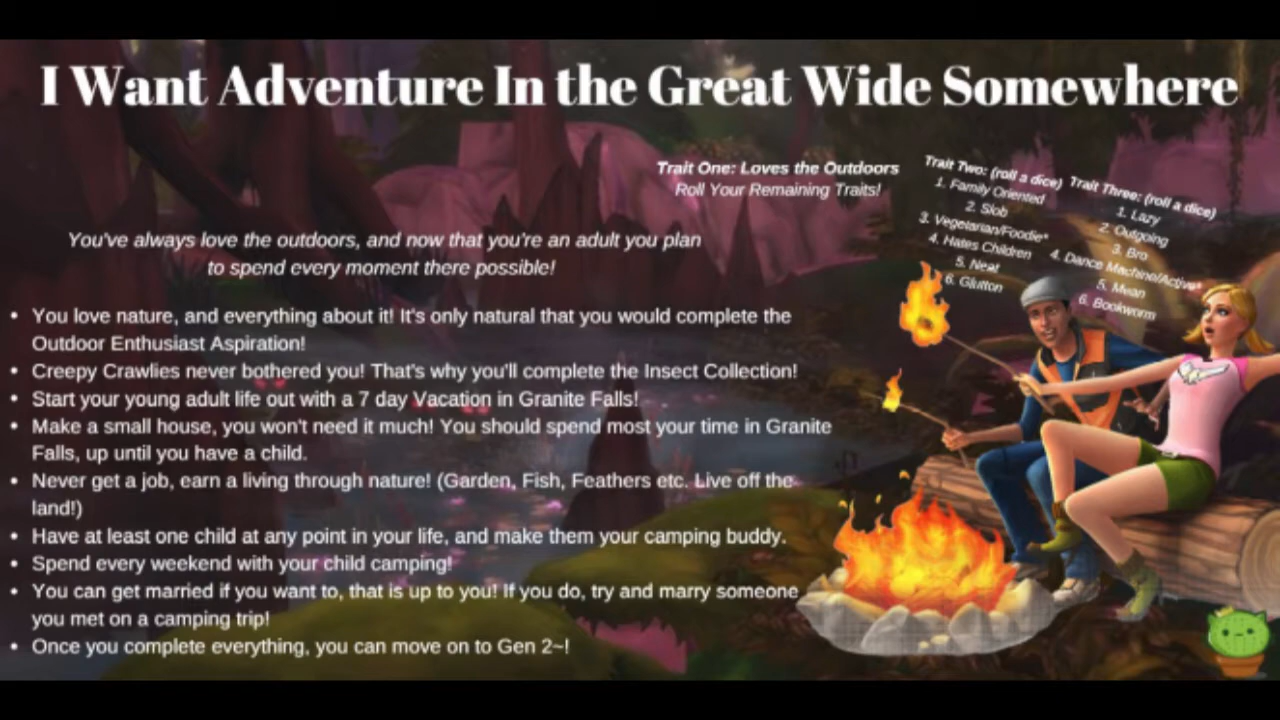 I Want Adventure In the Great Wide Somewhere
Trait One: Loves the Outdoors
Roll Your Remaining Traits!
Trait Two: (roll a dice)
1. Family Oriented
2. Slob
3. Vegetarian/Foodie*
4. Hates Children
5. Neat
6. Glutton
Trait Three: (roll a dice)
1. Lazy
2. Outgoing
3. Bro
4. Dance Machine/Active*
5. Mean
6. Bookworm
You've always love the outdoors, and now that you're an adult you plan
to spend every moment there possible!
• You love nature, and everything about it! It's only natural that you would complete the
Outdoor Enthusiast Aspiration!
• Creepy Crawlies never bothered you! That's why you'll complete the Insect Collection!
• Start your young adult life out with a 7 day Vacation in Granite Falls!
• Make a small house, you won't need it much! You should spend most your time in Granite
Falls, up until you have a child.
• Never get a job, earn a living through nature! (Garden, Fish, Feathers etc. Live off the
land!)
• Have at least one child at any point in your life, and make them your camping buddy.
• Spend every weekend with your child camping!
• You can get married if you want to, that is up to you! If you do, try and marry someone
you met on a camping trip!
• Once you complete everything, you can move on to Gen 2~!